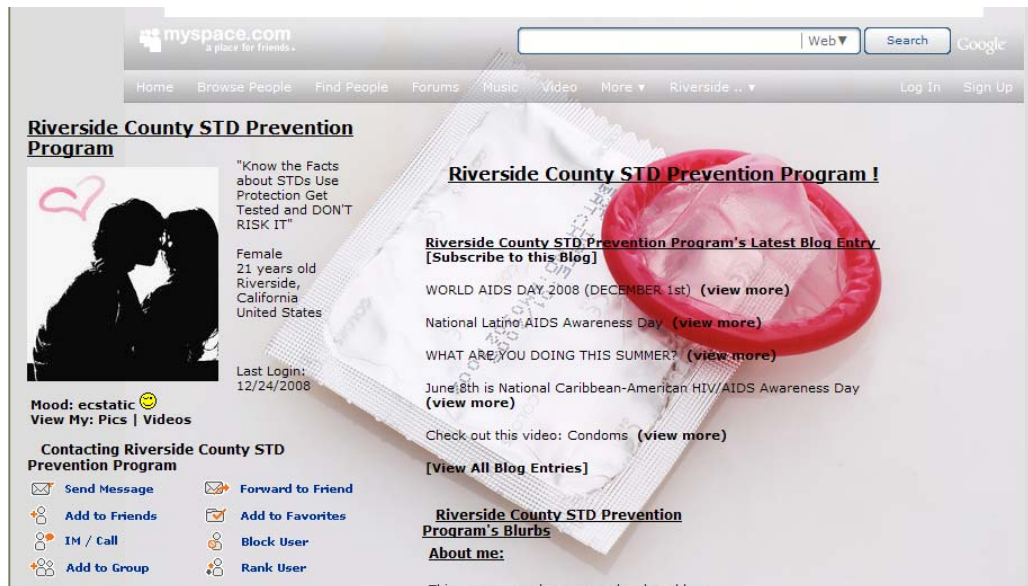 myspace.com
a place for friends.
Web▼
Search
Google
Home Browse People Find People Forums Music Video More ▾ Riverside .. ▾ Log In Sign Up
Riverside County STD Prevention
Program
"Know the Facts
about STDs Use
Protection Get
Tested and DON'T
RISK IT"
Female
21 years old
Riverside,
California
United States
Last Login:
12/24/2008
Mood: ecstatic
View My: Pics | Videos
Contacting Riverside County STD
Prevention Program
Send Message Forward to Friend
Add to Friends Add to Favorites
IM / Call Block User
Add to Group Rank User
Riverside County STD Prevention Program !
Riverside County STD Prevention Program's Latest Blog Entry
[Subscribe to this Blog]
WORLD AIDS DAY 2008 (DECEMBER 1st) (view more)
National Latino AIDS Awareness Day (view more)
WHAT ARE YOU DOING THIS SUMMER? (view more)
June 8th is National Caribbean-American HIV/AIDS Awareness Day
(view more)
Check out this video: Condoms (view more)
[View All Blog Entries]
Riverside County STD Prevention
Program's Blurbs
About me: